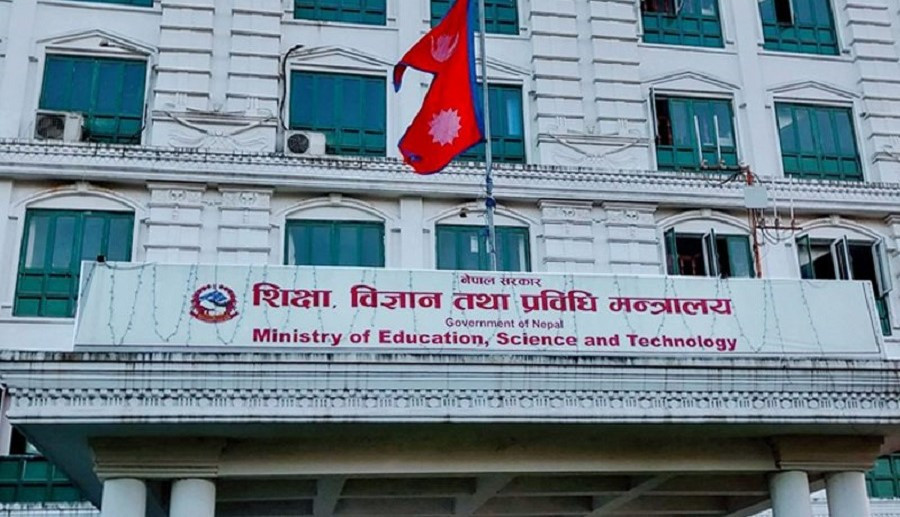 नेपाल सरकार
शिक्षा, विज्ञान तथा प्रविधि मन्त्रालय
Government of Nepal
Ministry of Education, Science and Technology